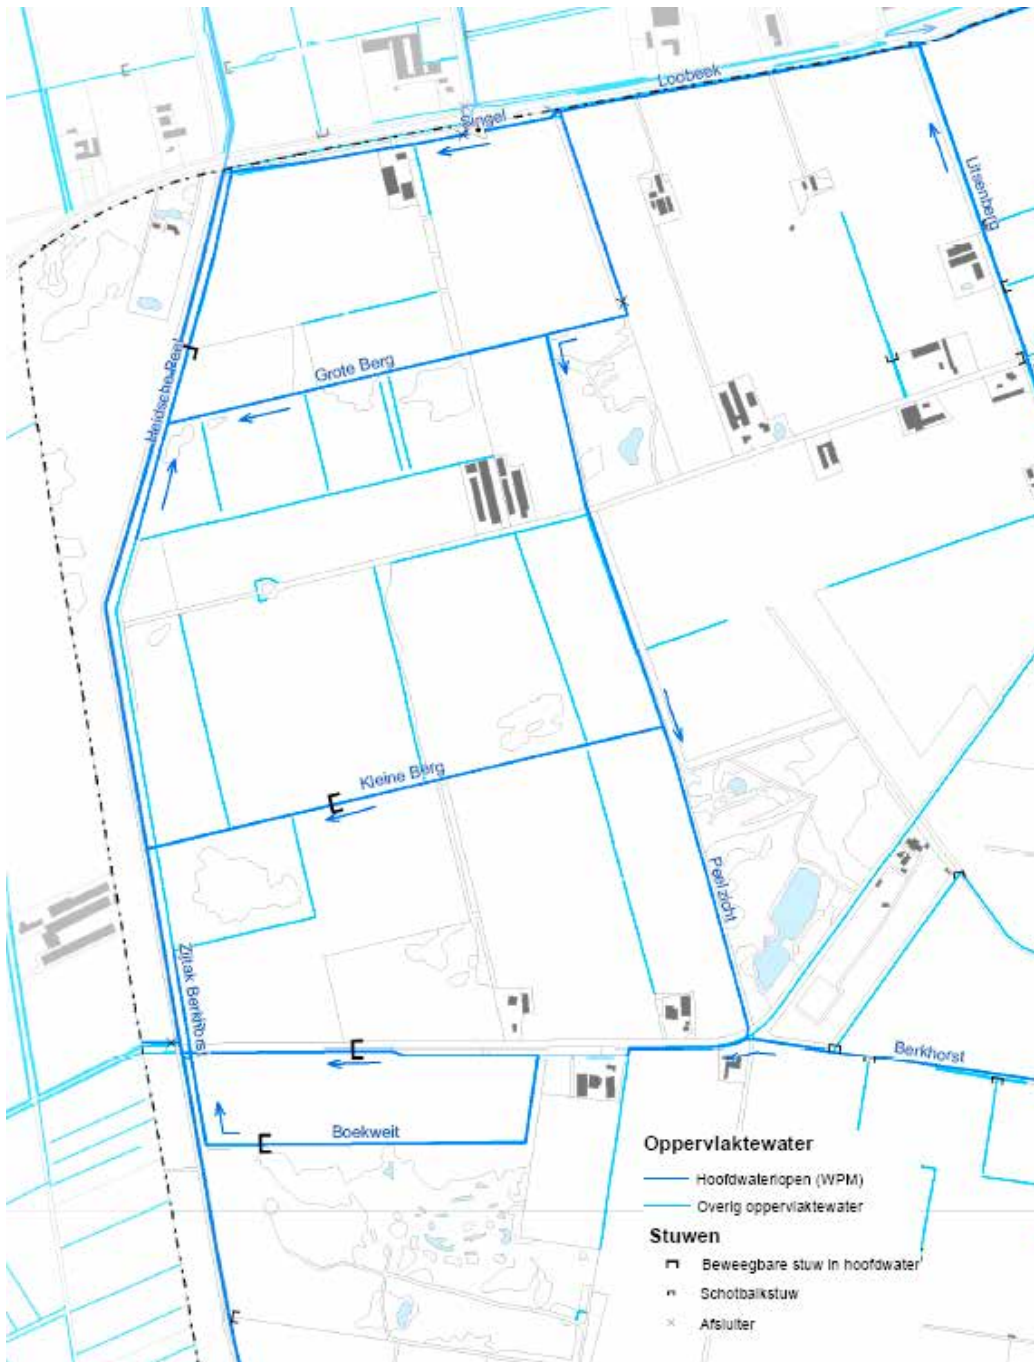 Loobeek
Singel
Litsenberg
Grote Berg
Heidsche Peel
Kleine Berg
Peelzicht
Zijtak Berkhorst
Berkhorst
Boekweit
Oppervlaktewater
Hoofdwaterlopen (WPM)
Overig oppervlaktewater
Stuwen
Beweegbare stuw in hoofdwater
Schotbalkstuw
Afsluiter